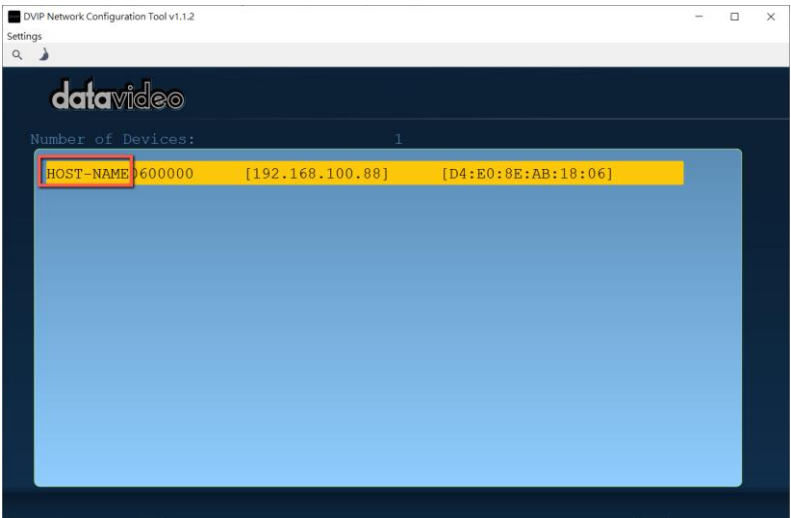 DVIP Network Configuration Tool v1.1.2
Settings
datavideo
Number of Devices: 1
HOST-NAME0600000 [192.168.100.88] [D4:E0:8E:AB:18:06]